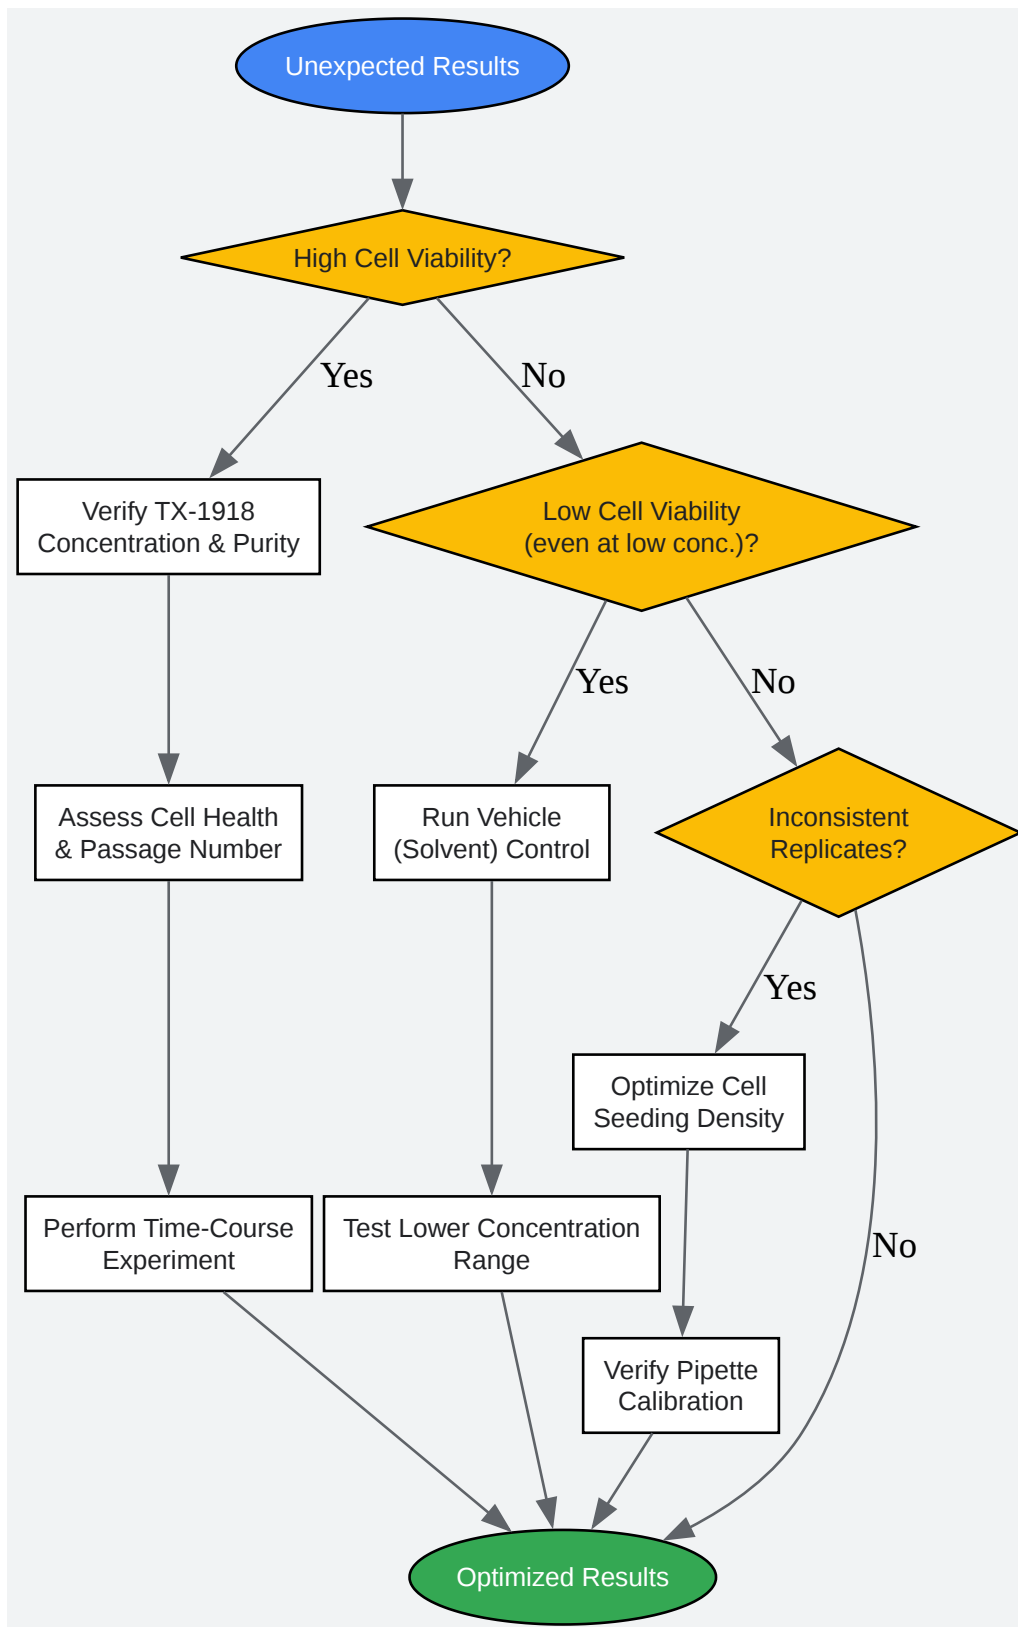 Unexpected Results
High Cell Viability?
Yes
No
Verify TX-1918
Concentration & Purity
Low Cell Viability
(even at low conc.)?
Yes
No
Assess Cell Health
& Passage Number
Run Vehicle
(Solvent) Control
Inconsistent
Replicates?
Yes
Optimize Cell
Seeding Density
Perform Time-Course
Experiment
Test Lower Concentration
Range
No
Verify Pipette
Calibration
Optimized Results